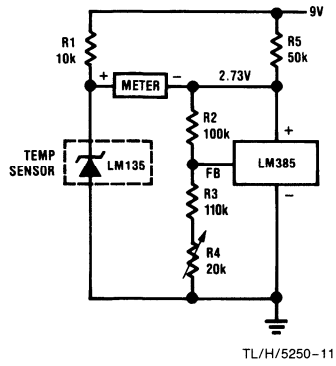 9V
R1
10k
R5
50k
+
METER
−
2.73V
R2
100k
+
TEMP
SENSOR
LM135
FB
LM385
R3
110k
−
R4
20k
TL/H/5250–11